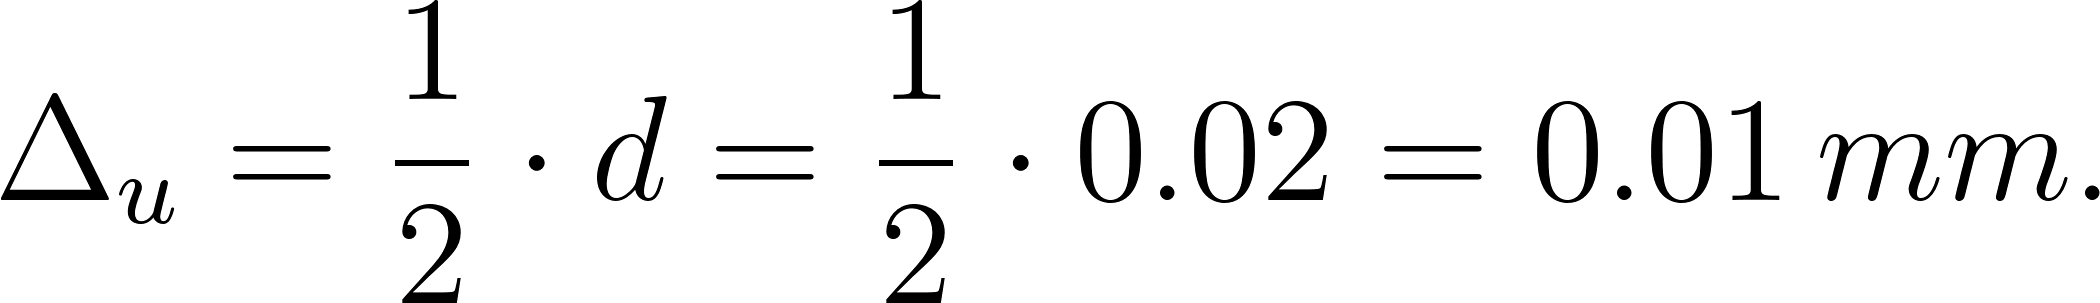 Δ_u = 1/2 · d = 1/2 · 0.02 = 0.01 mm.